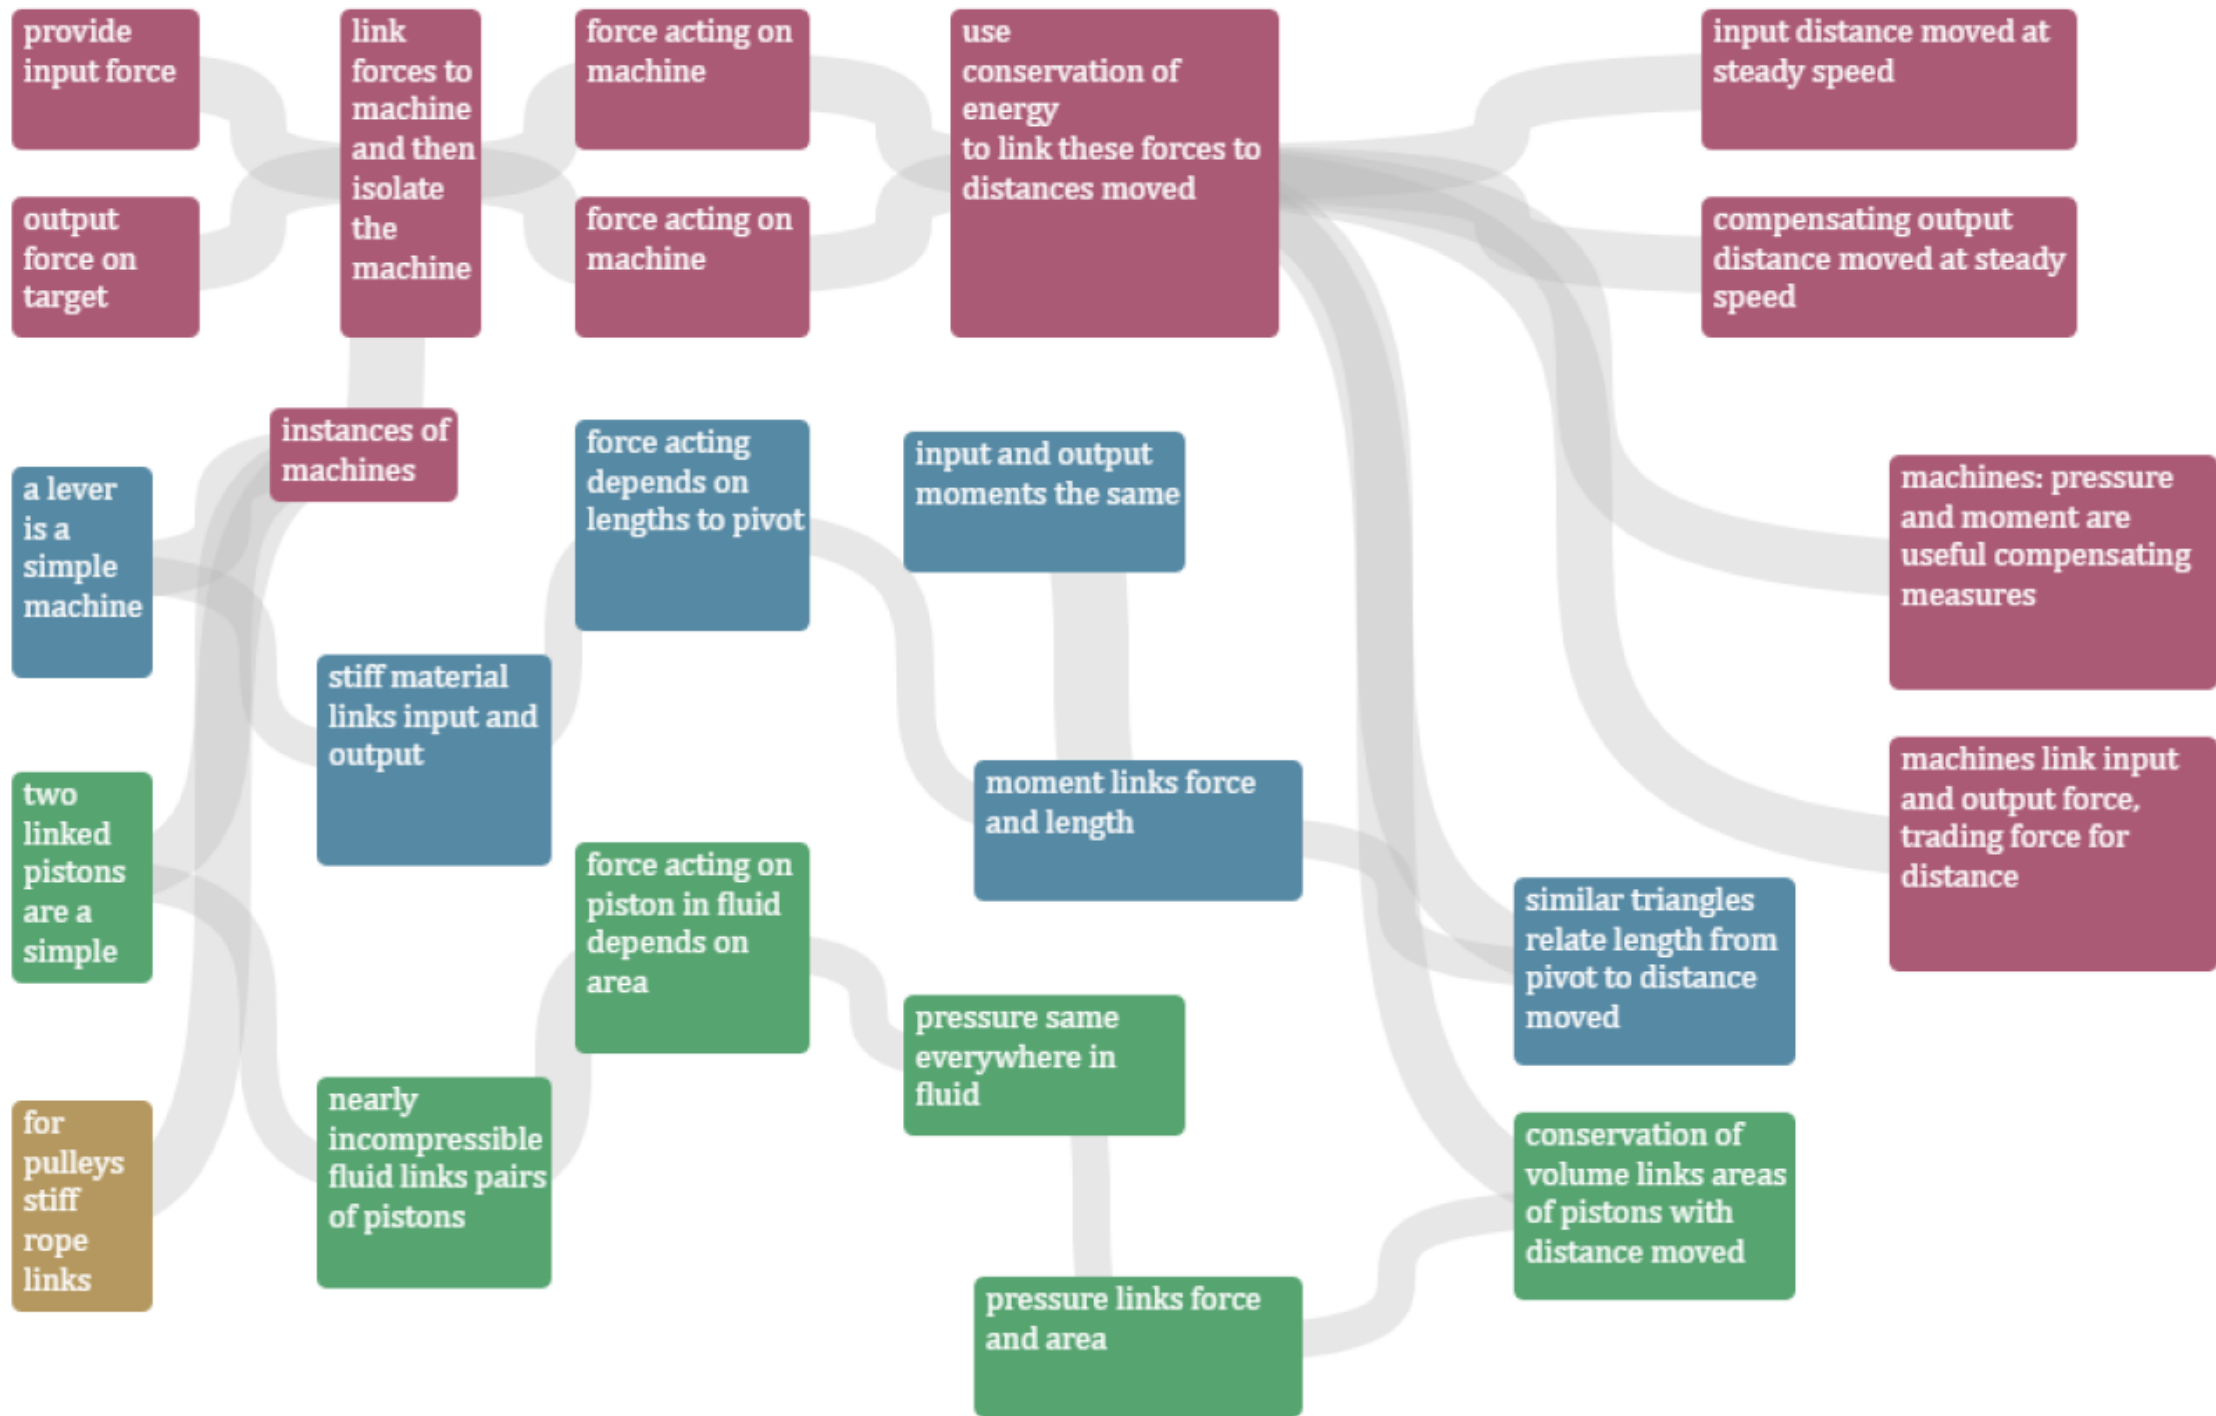 provide
input force
output
force on
target
link
forces to
machine
and then
isolate
the
machine
force acting on
machine
force acting on
machine
use
conservation of
energy
to link these forces to
distances moved
input distance moved at
steady speed
compensating output
distance moved at steady
speed
instances of
machines
a lever
is a
simple
machine
force acting
depends on
lengths to pivot
input and output
moments the same
machines: pressure
and moment are
useful compensating
measures
stiff material
links input and
output
moment links force
and length
machines link input
and output force,
trading force for
distance
two
linked
pistons
are a
simple
force acting on
piston in fluid
depends on
area
similar triangles
relate length from
pivot to distance
moved
pressure same
everywhere in
fluid
for
pulleys
stiff
rope
links
nearly
incompressible
fluid links pairs
of pistons
conservation of
volume links areas
of pistons with
distance moved
pressure links force
and area